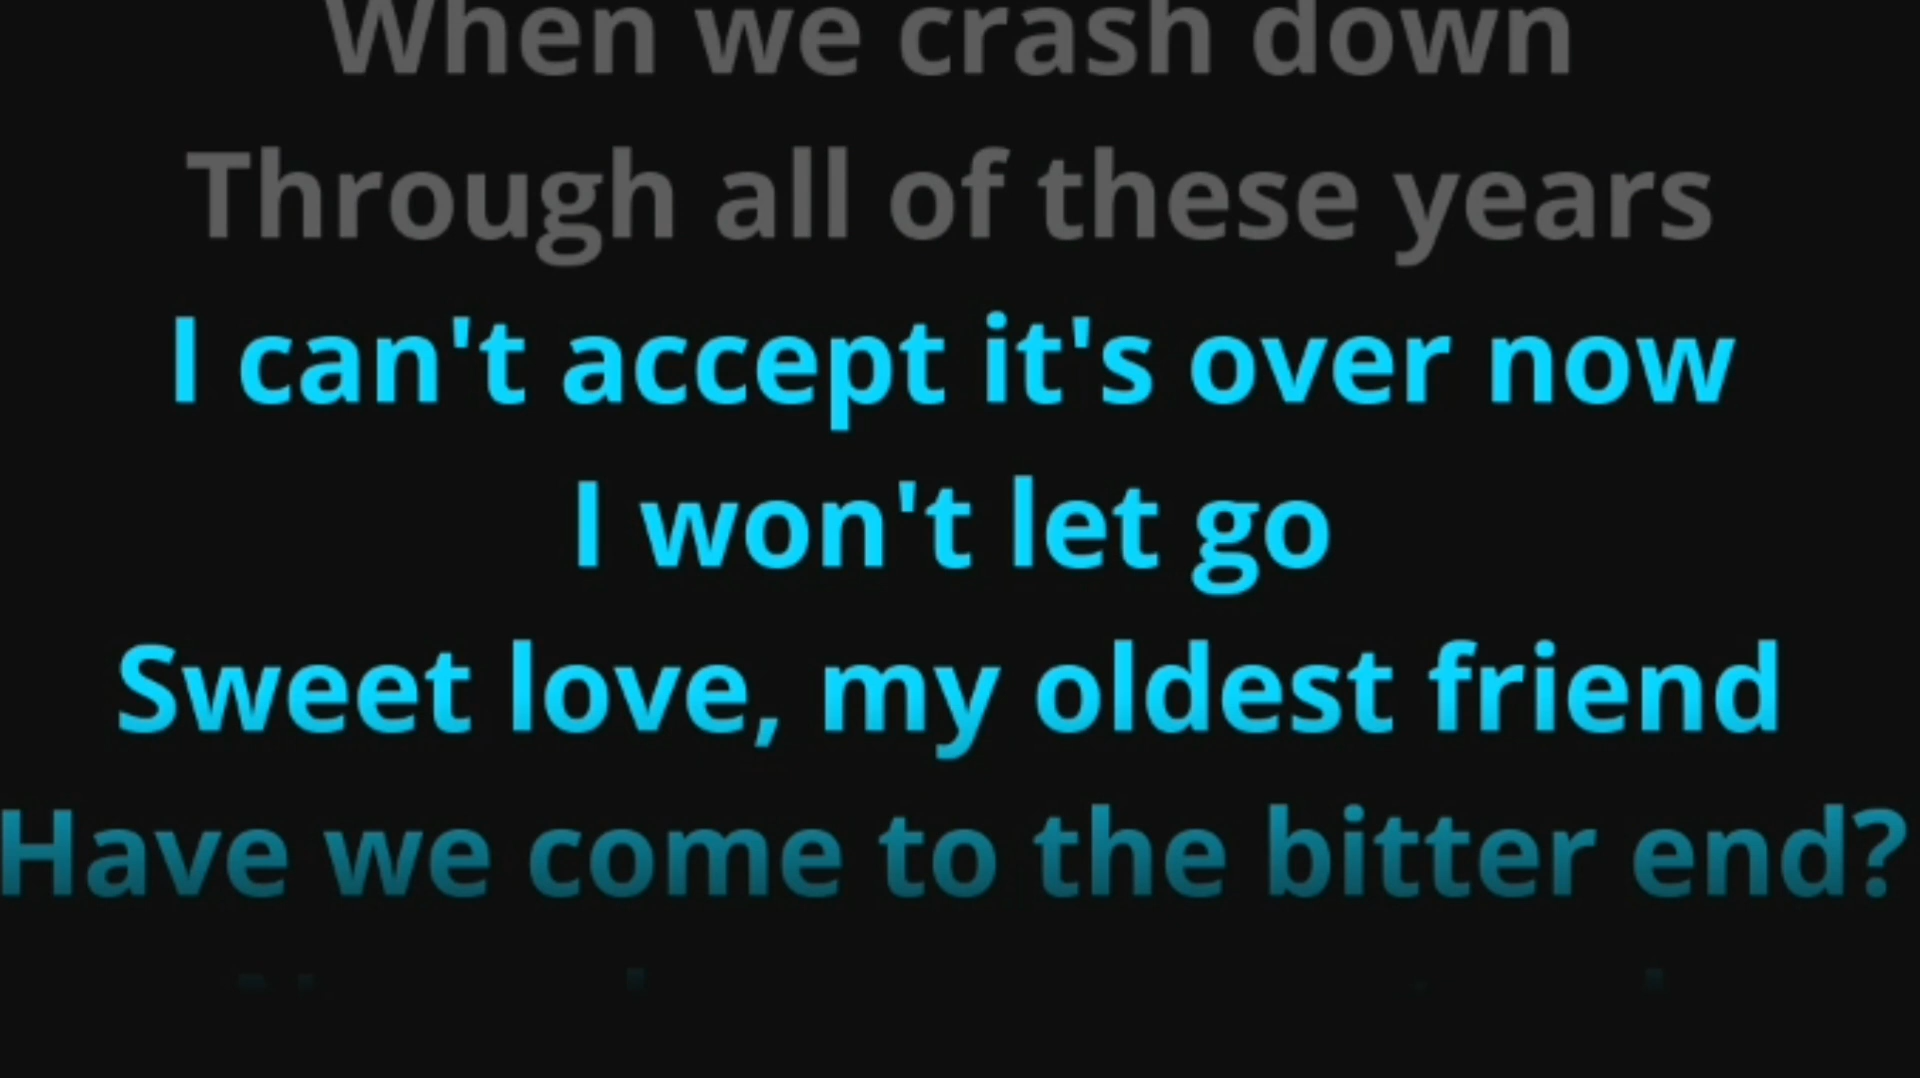 When we crash down
Through all of these years
I can't accept it's over now
I won't let go
Sweet love, my oldest friend
Have we come to the bitter end?